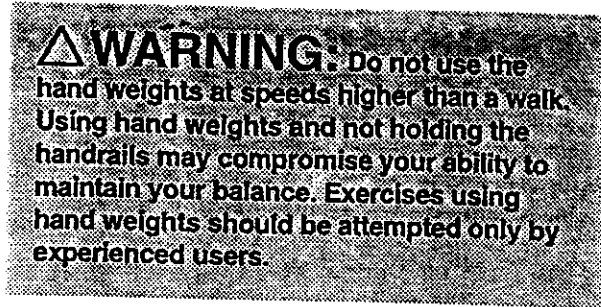 ⚠WARNING: Do not use the
hand weights at speeds higher than a walk.
Using hand weights and not holding the
handrails may compromise your ability to
maintain your balance. Exercises using
hand weights should be attempted only by
experienced users.